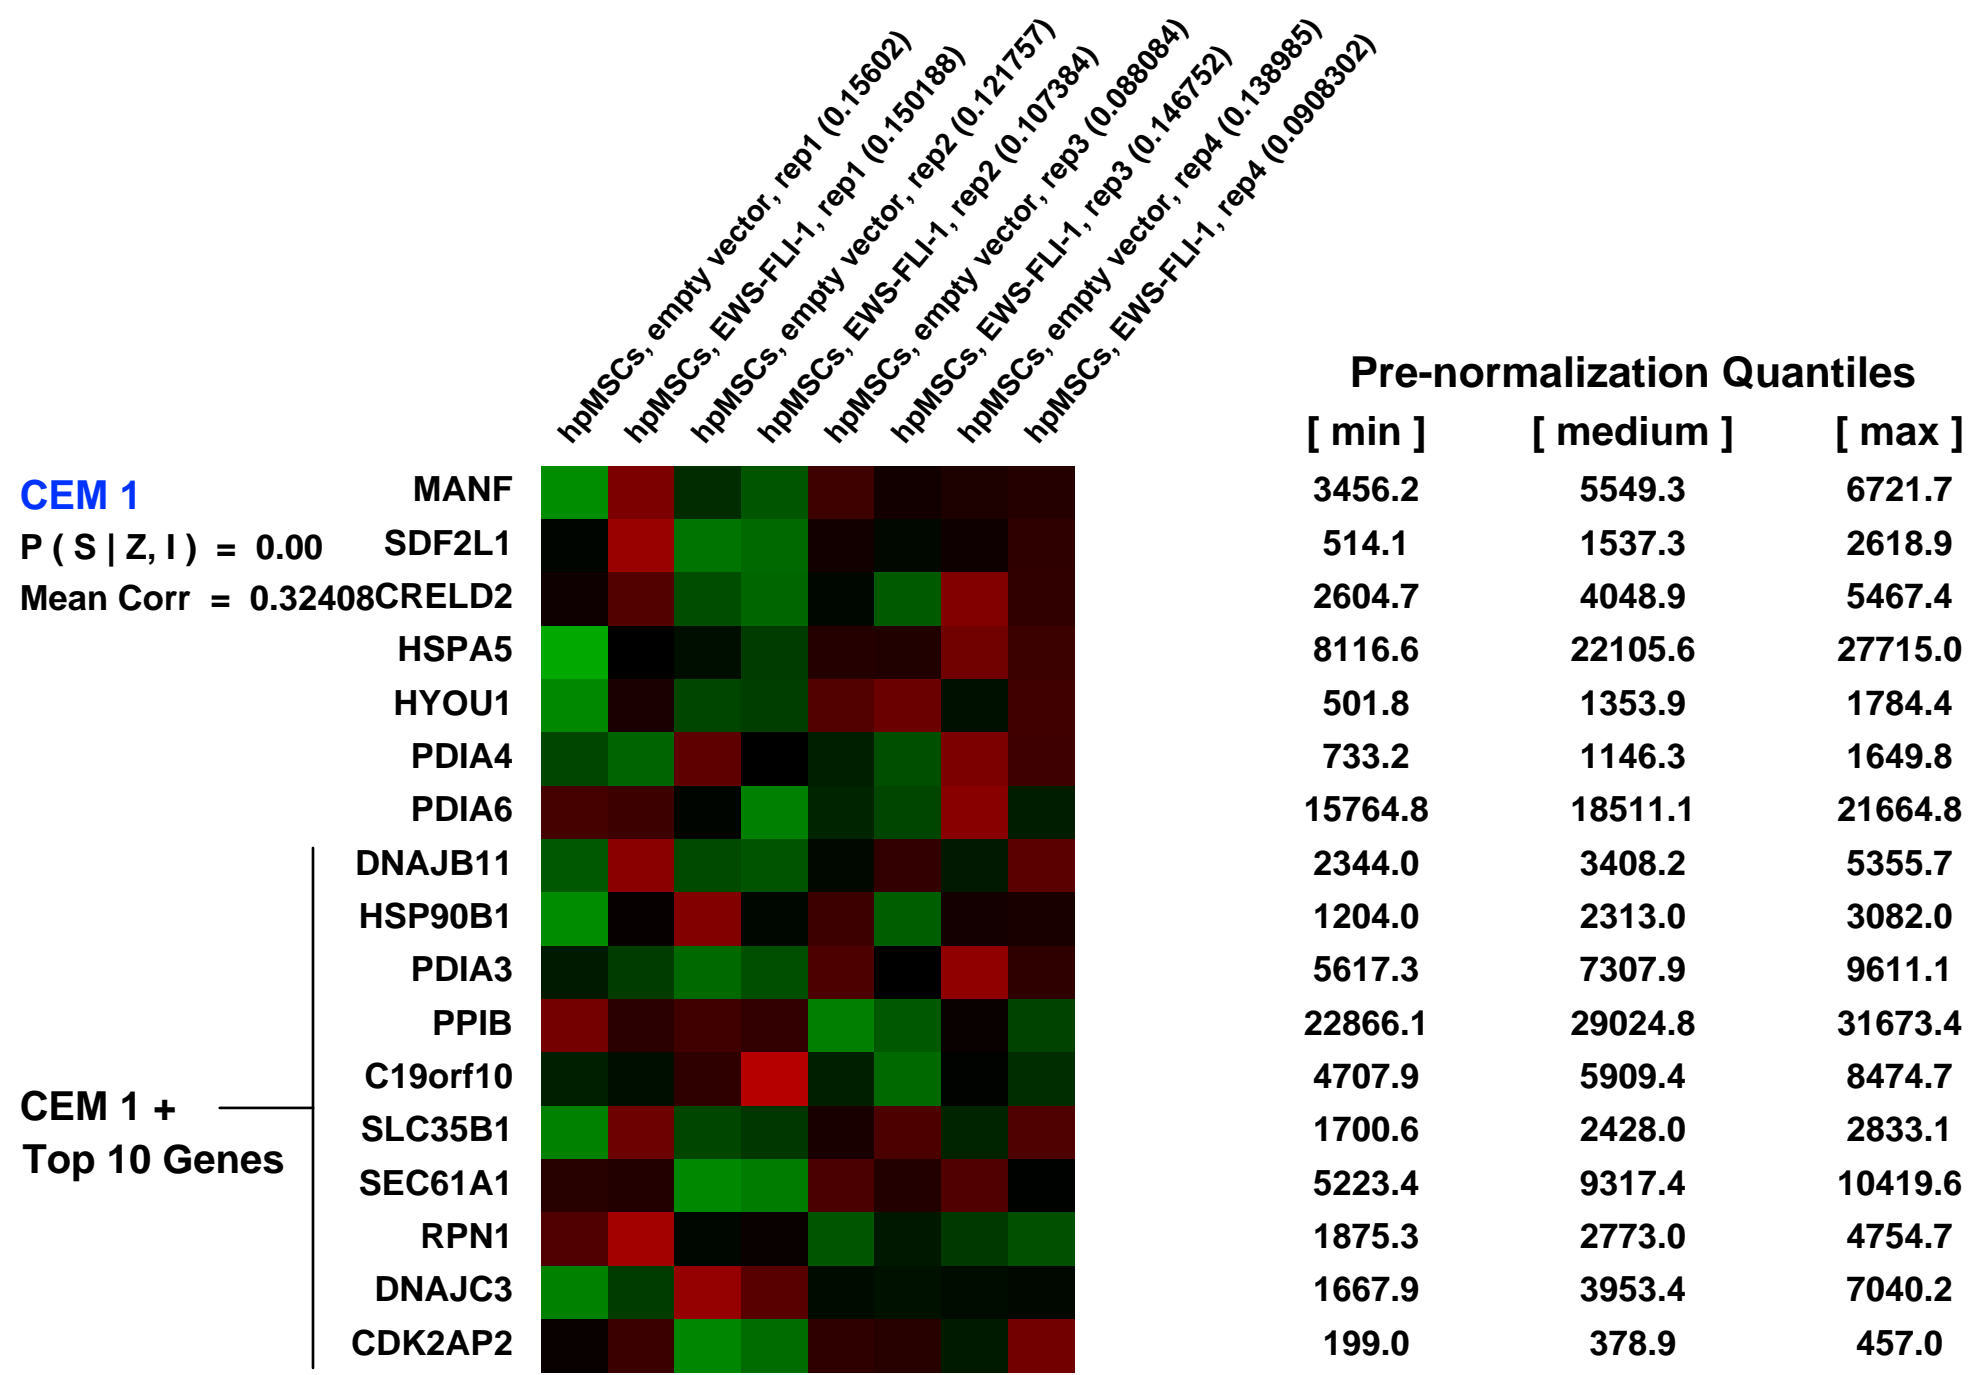 hpMSCs, empty vector, rep1 (0.15602)
hpMSCs, EWS-FLI-1, rep1 (0.150188)
hpMSCs, empty vector, rep2 (0.121757)
hpMSCs, EWS-FLI-1, rep2 (0.107384)
hpMSCs, empty vector, rep3 (0.088084)
hpMSCs, EWS-FLI-1, rep3 (0.146752)
hpMSCs, empty vector, rep4 (0.138985)
hpMSCs, EWS-FLI-1, rep4 (0.0908302)
Pre-normalization Quantiles
[ min ] [ medium ] [ max ]
CEM 1
P ( S | Z, I ) = 0.00
Mean Corr = 0.32408
MANF 3456.2 5549.3 6721.7
SDF2L1 514.1 1537.3 2618.9
CRELD2 2604.7 4048.9 5467.4
HSPA5 8116.6 22105.6 27715.0
HYOU1 501.8 1353.9 1784.4
PDIA4 733.2 1146.3 1649.8
PDIA6 15764.8 18511.1 21664.8
CEM 1 +
Top 10 Genes
DNAJB11 2344.0 3408.2 5355.7
HSP90B1 1204.0 2313.0 3082.0
PDIA3 5617.3 7307.9 9611.1
PPIB 22866.1 29024.8 31673.4
C19orf10 4707.9 5909.4 8474.7
SLC35B1 1700.6 2428.0 2833.1
SEC61A1 5223.4 9317.4 10419.6
RPN1 1875.3 2773.0 4754.7
DNAJC3 1667.9 3953.4 7040.2
CDK2AP2 199.0 378.9 457.0